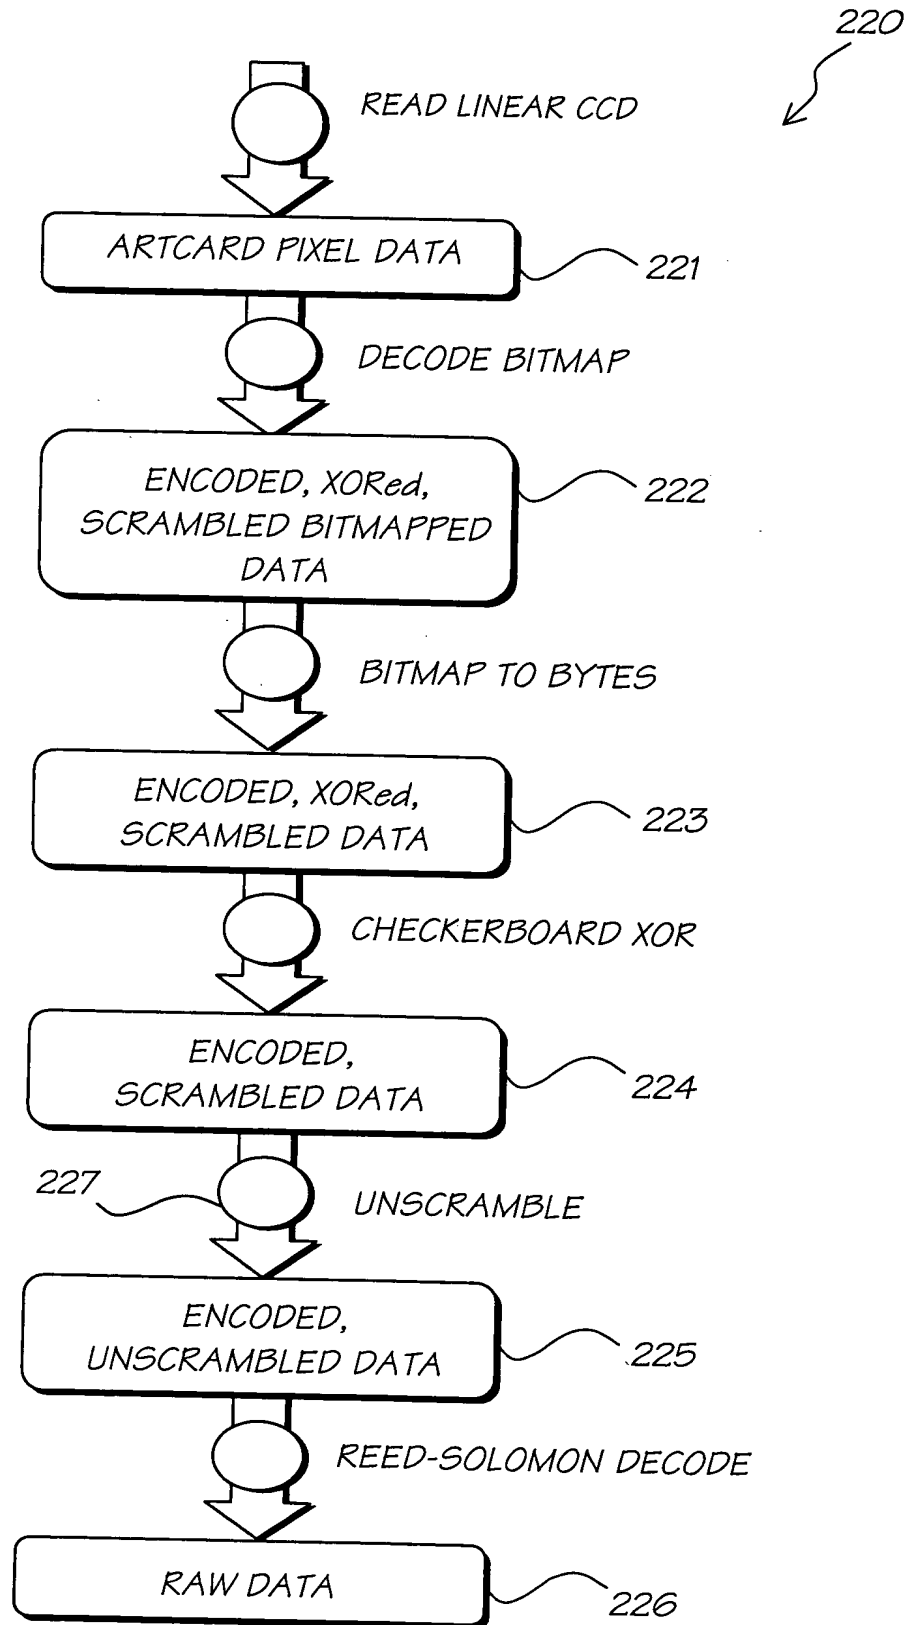 220
READ LINEAR CCD
ARTCARD PIXEL DATA
221
DECODE BITMAP
ENCODED, XORed,
SCRAMBLED BITMAPPED
DATA
222
BITMAP TO BYTES
ENCODED, XORed,
SCRAMBLED DATA
223
CHECKERBOARD XOR
ENCODED,
SCRAMBLED DATA
224
227
UNSCRAMBLE
ENCODED,
UNSCRAMBLED DATA
225
REED-SOLOMON DECODE
RAW DATA
226